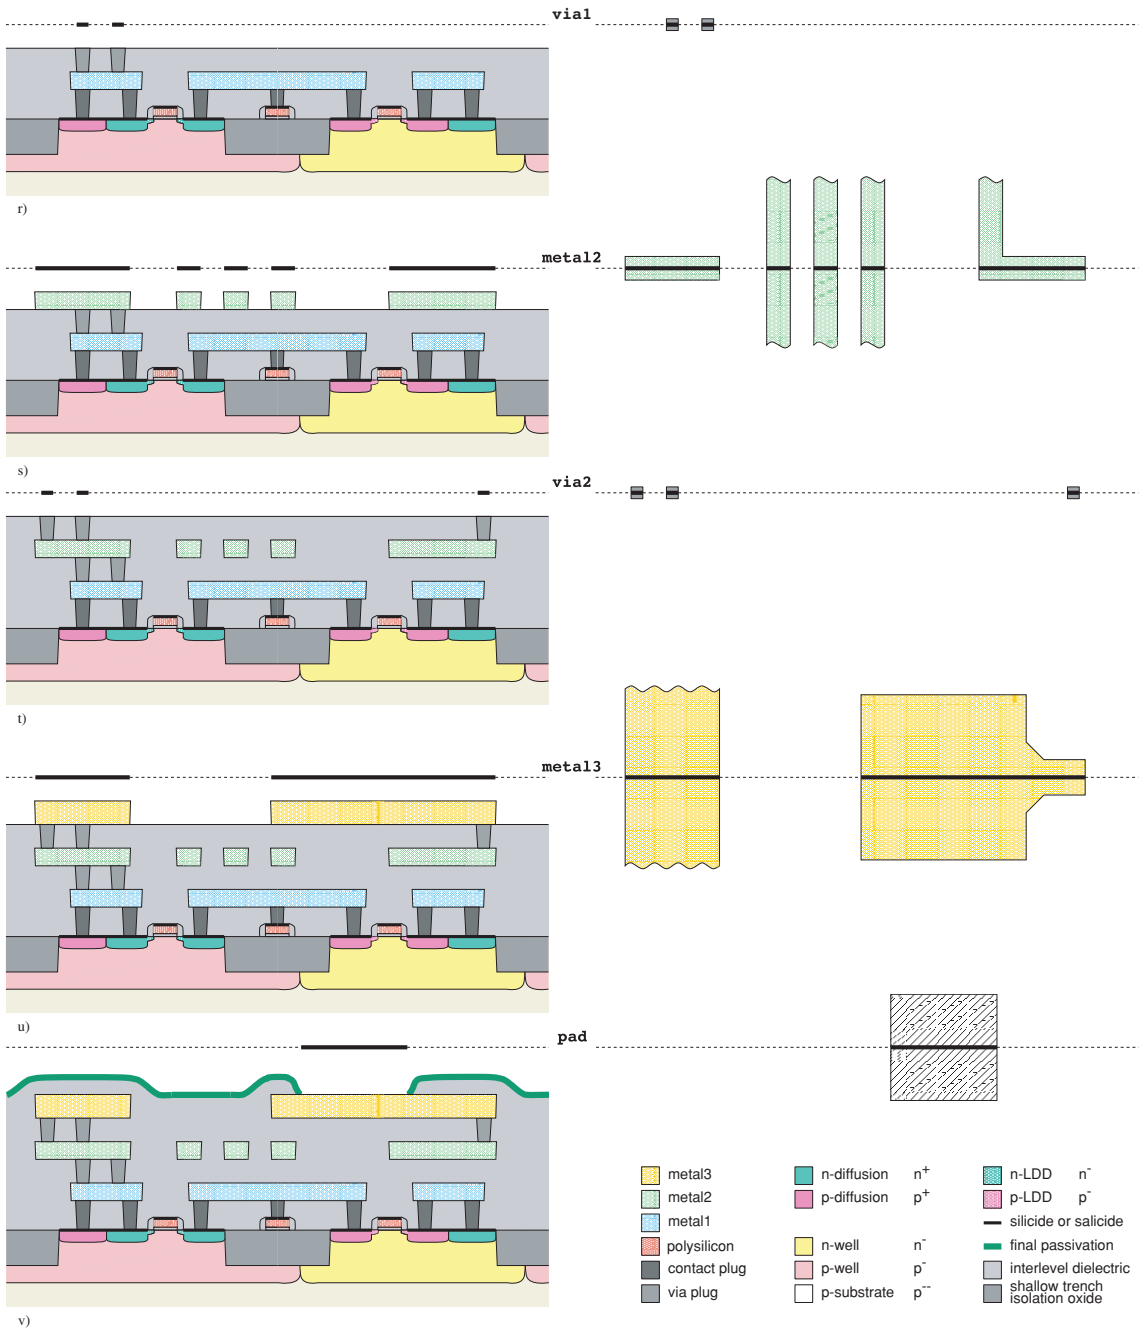 via1
r)
metal2
s)
via2
t)
metal3
u)
pad
v)
metal3
metal2
metal1
polysilicon
contact plug
via plug
n-diffusion n+
p-diffusion p+
n-well n-
p-well p-
p-substrate p--
n-LDD n-
p-LDD p-
silicide or salicide
final passivation
interlevel dielectric
shallow trench
isolation oxide